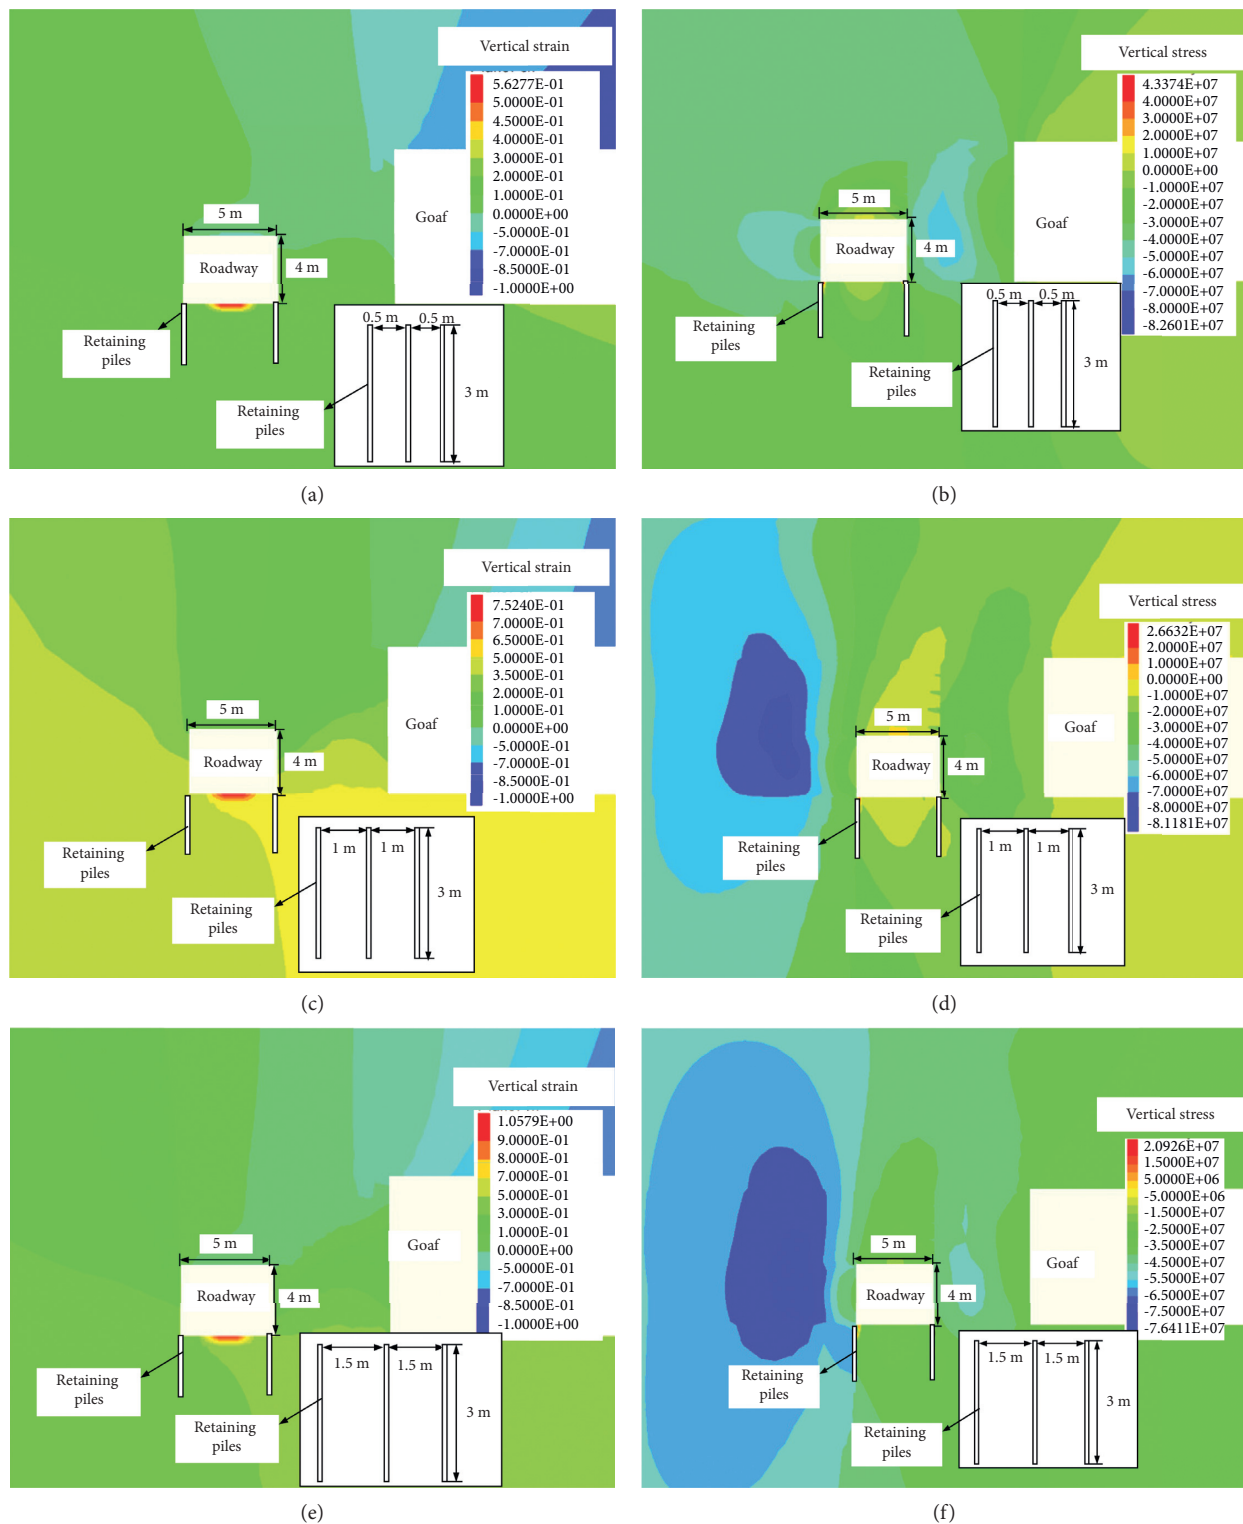 Vertical strain
5.6277E-01
5.0000E-01
4.5000E-01
4.0000E-01
3.0000E-01
2.0000E-01
1.0000E-01
0.0000E+00
-5.0000E-01
-7.0000E-01
-8.5000E-01
-1.0000E+00
Goaf
5 m
Roadway
4 m
Retaining
piles
0.5 m
0.5 m
3 m
Retaining
piles
(a)
Vertical stress
4.3374E+07
4.0000E+07
3.0000E+07
2.0000E+07
1.0000E+07
0.0000E+00
-1.0000E+07
-2.0000E+07
-3.0000E+07
-4.0000E+07
-5.0000E+07
-6.0000E+07
-7.0000E+07
-8.0000E+07
-8.2601E+07
Goaf
5 m
Roadway
4 m
Retaining
piles
0.5 m
0.5 m
3 m
Retaining
piles
(b)
Vertical strain
7.5240E-01
7.0000E-01
6.5000E-01
5.0000E-01
3.5000E-01
2.0000E-01
1.0000E-01
0.0000E+00
-5.0000E-01
-7.0000E-01
-8.5000E-01
-1.0000E+00
Goaf
5 m
Roadway
4 m
Retaining
piles
1 m
1 m
3 m
Retaining
piles
(c)
Vertical stress
2.6632E+07
2.0000E+07
1.0000E+07
0.0000E+00
-1.0000E+07
-2.0000E+07
-3.0000E+07
-4.0000E+07
-5.0000E+07
-6.0000E+07
-7.0000E+07
-8.0000E+07
-8.1181E+07
Goaf
5 m
Roadway
4 m
Retaining
piles
1 m
1 m
3 m
Retaining
piles
(d)
Vertical strain
1.0579E+00
9.0000E-01
8.0000E-01
7.0000E-01
5.0000E-01
3.0000E-01
1.0000E-01
0.0000E+00
-5.0000E-01
-7.0000E-01
-8.5000E-01
-1.0000E+00
Goaf
5 m
Roadway
4 m
Retaining
piles
1.5 m
1.5 m
3 m
Retaining
piles
(e)
Vertical stress
2.0926E+07
1.5000E+07
5.0000E+06
-5.0000E+06
-1.5000E+07
-2.5000E+07
-3.5000E+07
-4.5000E+07
-5.5000E+07
-6.5000E+07
-7.5000E+07
-7.6411E+07
Goaf
5 m
Roadway
4 m
Retaining
piles
1.5 m
1.5 m
3 m
Retaining
piles
(f)